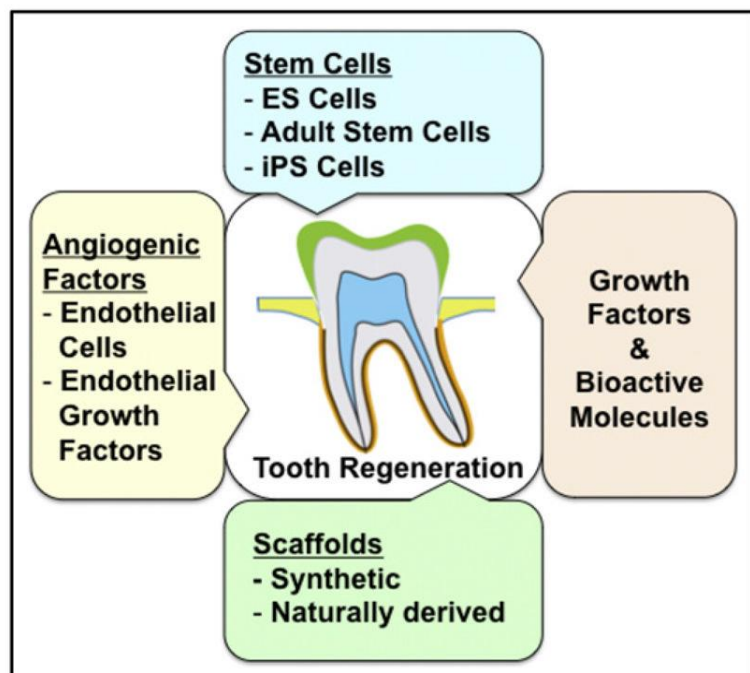 Stem Cells
- ES Cells
- Adult Stem Cells
- iPS Cells
Angiogenic
Factors
- Endothelial
Cells
- Endothelial
Growth
Factors
Growth
Factors
&
Bioactive
Molecules
Tooth Regeneration
Scaffolds
- Synthetic
- Naturally derived